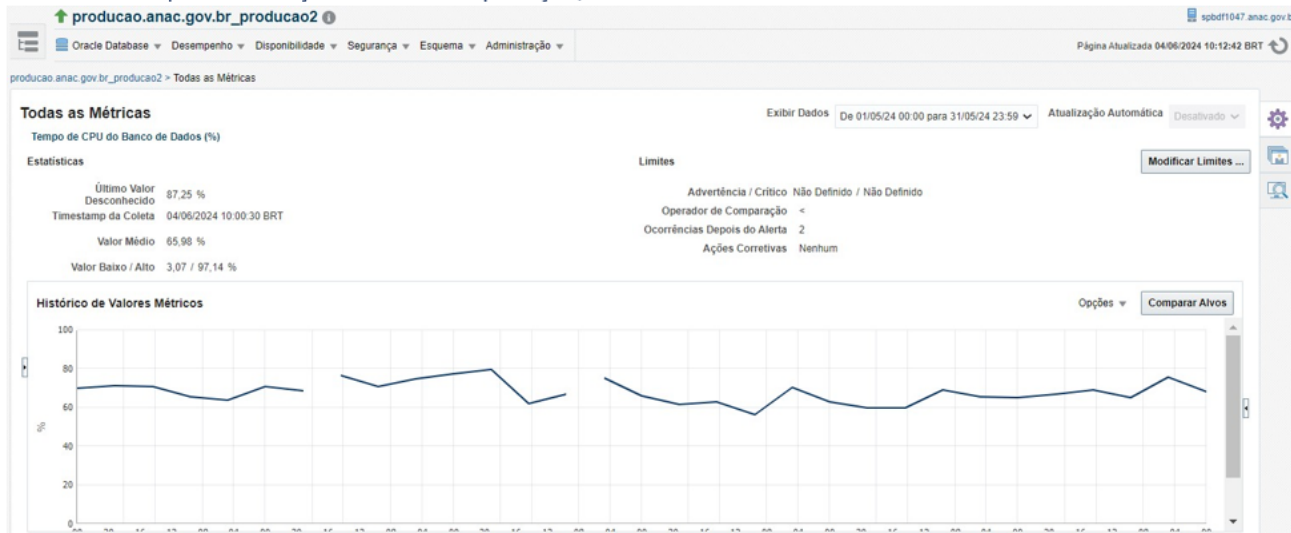 producao.anac.gov.br_producao2
spbdf1047.anac.gov.b
Oracle Database Desempenho Disponibilidade Segurança Esquema Administração
Página Atualizada 04/06/2024 10:12:42 BRT
producao.anac.gov.br_producao2 > Todas as Métricas
Todas as Métricas
Exibir Dados De 01/05/24 00:00 para 31/05/24 23:59 Atualização Automática Desativado
Tempo de CPU do Banco de Dados (%)
Estatísticas
Limites
Modificar Limites ...
Último Valor Desconhecido 87,25 %
Timestamp da Coleta 04/06/2024 10:00:30 BRT
Valor Médio 65,98 %
Valor Baixo / Alto 3,07 / 97,14 %
Advertência / Crítico Não Definido / Não Definido
Operador de Comparação <
Ocorrências Depois do Alerta 2
Ações Corretivas Nenhum
Histórico de Valores Métricos
Opções
Comparar Alvos
100
80
60
40
20
0
%